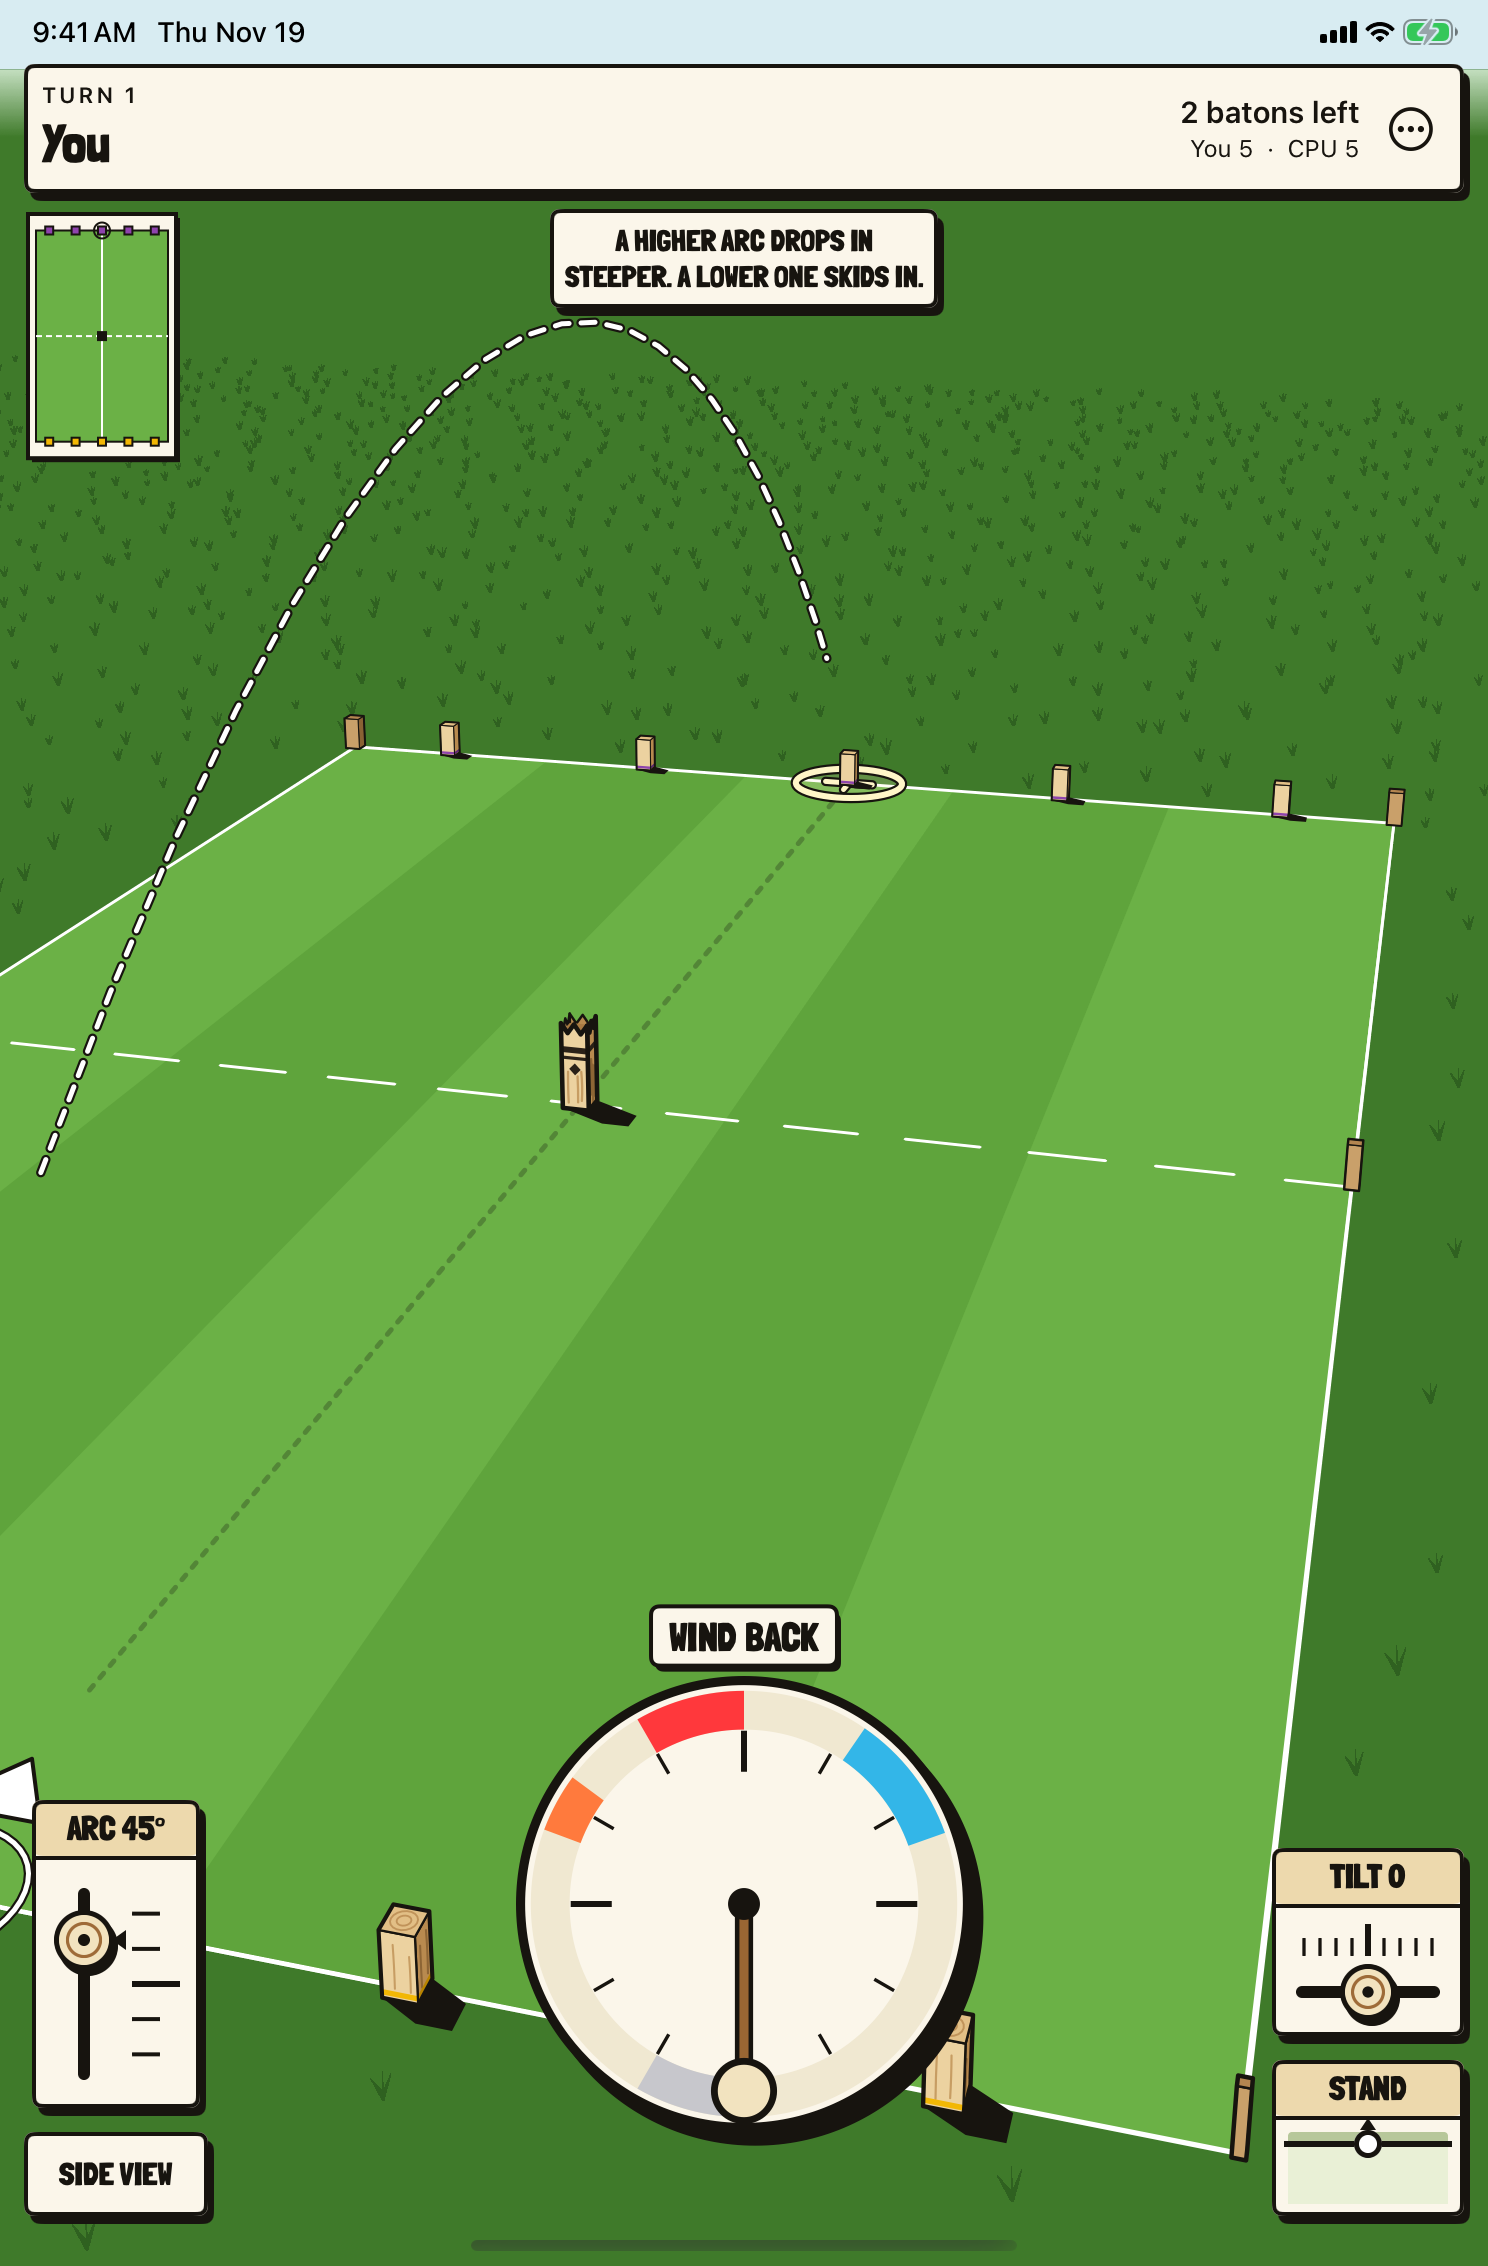 9:41 AM Thu Nov 19
TURN 1
You
2 batons left
You 5 · CPU 5
A HIGHER ARC DROPS IN
STEEPER. A LOWER ONE SKIDS IN.
WIND BACK
ARC 45°
TILT 0
STAND
SIDE VIEW